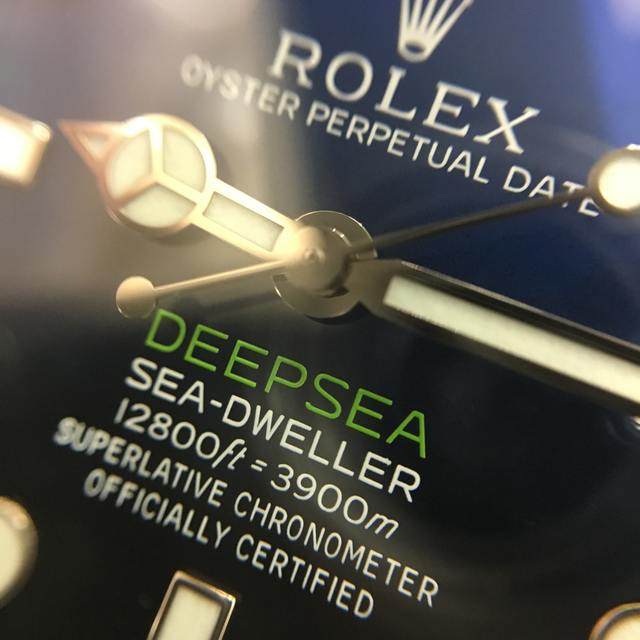 ROLEX
OYSTER PERPETUAL DATE
DEEPSEA
SEA-DWELLER
12800ft = 3900m
SUPERLATIVE CHRONOMETER
OFFICIALLY CERTIFIED